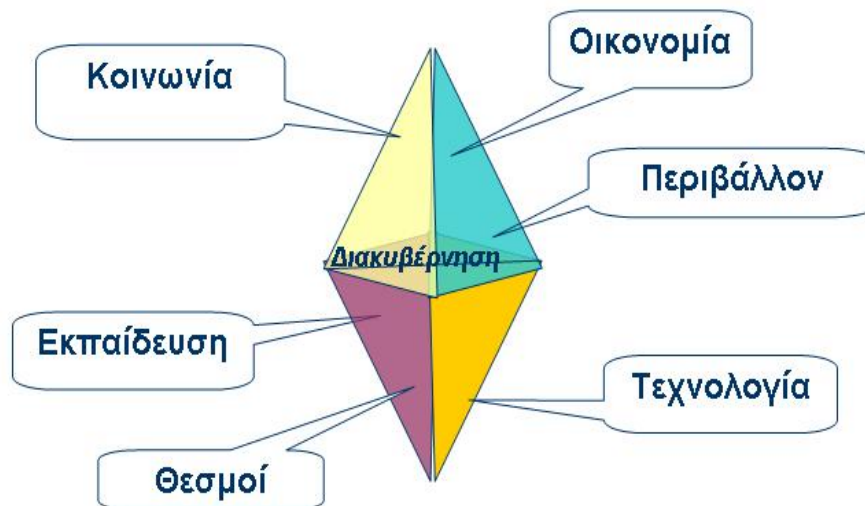 Οικονομία
Κοινωνία
Περιβάλλον
Διακυβέρνηση
Εκπαίδευση
Τεχνολογία
Θεσμοί